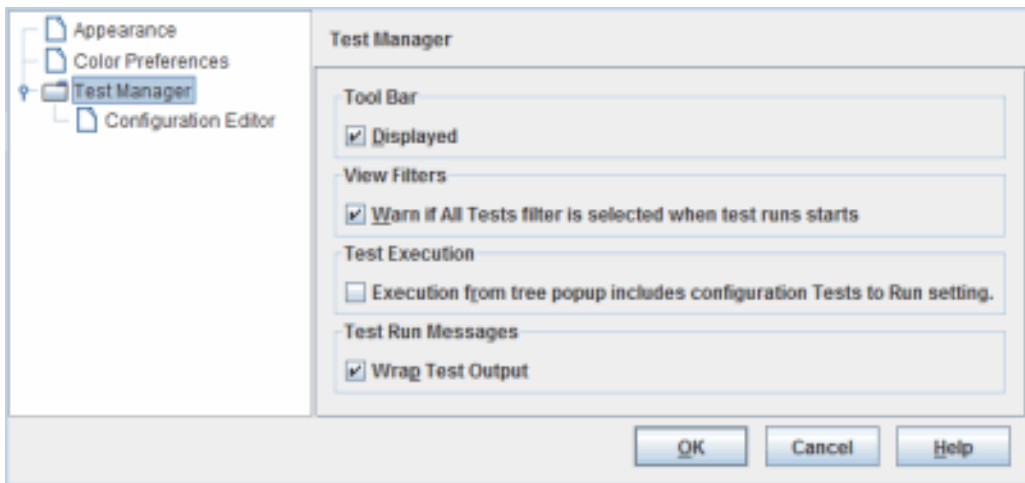 Appearance
Color Preferences
Test Manager
Configuration Editor
Test Manager
Tool Bar
Displayed
View Filters
Warn if All Tests filter is selected when test runs starts
Test Execution
Execution from tree popup includes configuration Tests to Run setting.
Test Run Messages
Wrap Test Output
OK
Cancel
Help